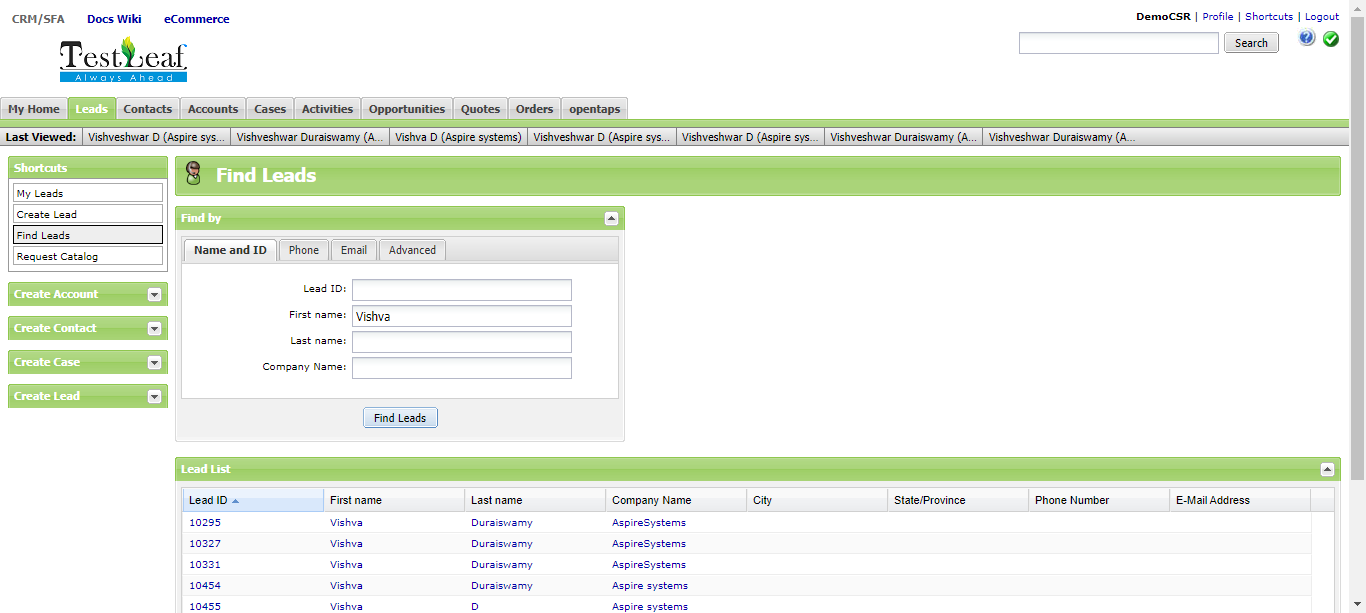 CRM/SFA Docs Wiki eCommerce
DemoCSR | Profile | Shortcuts | Logout
Search
TestLeaf
Always Ahead
My Home Leads Contacts Accounts Cases Activities Opportunities Quotes Orders opentaps
Last Viewed: Vishveshwar D (Aspire sys... Vishveshwar Duraiswamy (A... Vishva D (Aspire systems) Vishveshwar D (Aspire sys... Vishveshwar D (Aspire sys... Vishveshwar Duraiswamy (A... Vishveshwar Duraiswamy (A...
Shortcuts
My Leads
Create Lead
Find Leads
Request Catalog
Create Account
Create Contact
Create Case
Create Lead
Find Leads
Find by
Name and ID Phone Email Advanced
Lead ID:
First name: Vishva
Last name:
Company Name:
Find Leads
Lead List
Lead ID First name Last name Company Name City State/Province Phone Number E-Mail Address
10295 Vishva Duraiswamy AspireSystems
10327 Vishva Duraiswamy AspireSystems
10331 Vishva Duraiswamy AspireSystems
10454 Vishva Duraiswamy Aspire systems
10455 Vishva D Aspire systems